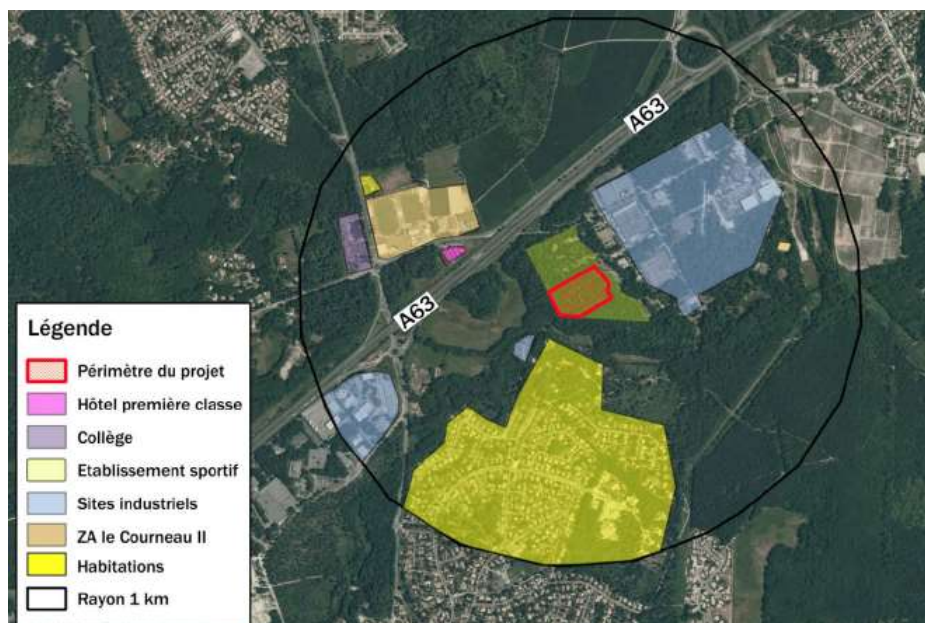 A63
A63
Légende
Périmètre du projet
Hôtel première classe
Collège
Etablissement sportif
Sites industriels
ZA le Courneau II
Habitations
Rayon 1 km